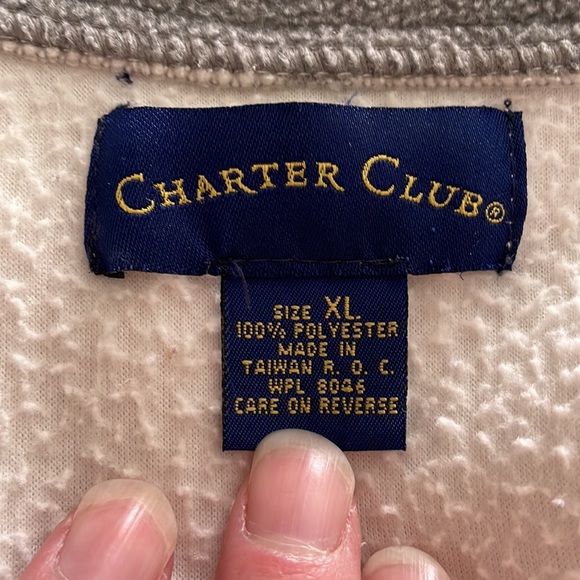 CHARTER CLUB®
SIZE XL
100% POLYESTER
MADE IN
TAIWAN R. O. C.
WPL 8046
CARE ON REVERSE